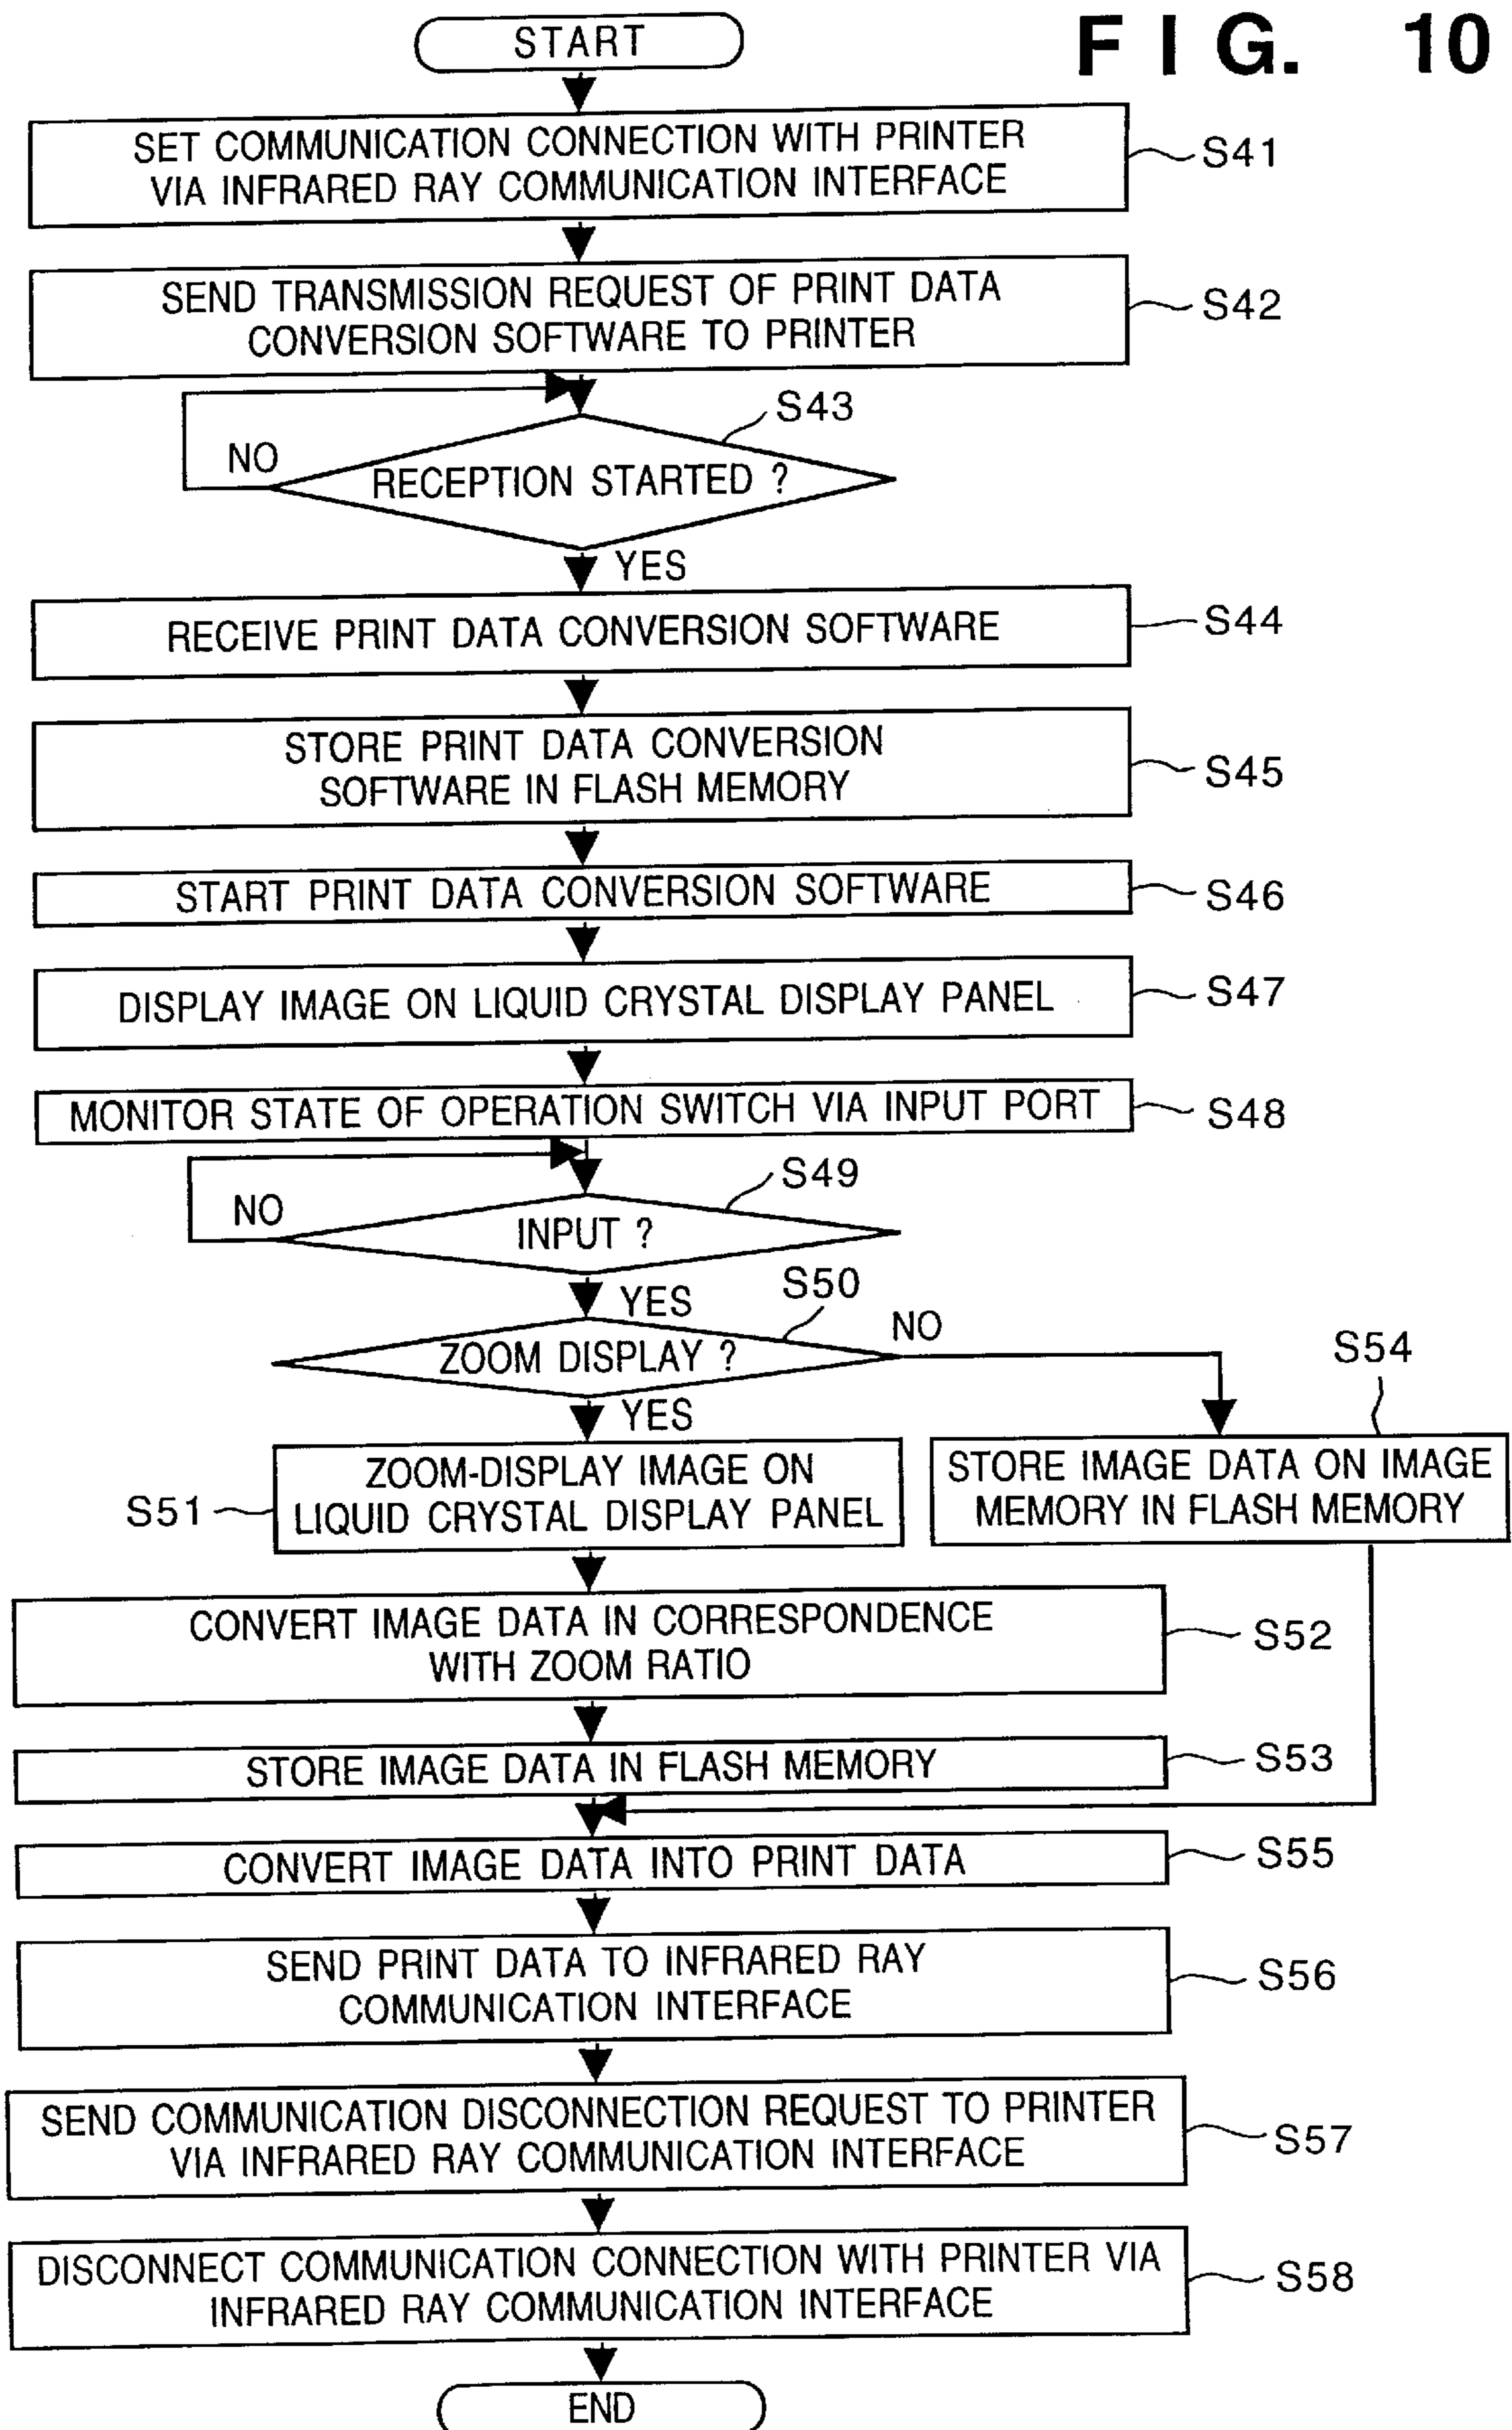 FIG. 10
START
SET COMMUNICATION CONNECTION WITH PRINTER
VIA INFRARED RAY COMMUNICATION INTERFACE
S41
SEND TRANSMISSION REQUEST OF PRINT DATA
CONVERSION SOFTWARE TO PRINTER
S42
S43
NO
RECEPTION STARTED ?
YES
RECEIVE PRINT DATA CONVERSION SOFTWARE
S44
STORE PRINT DATA CONVERSION
SOFTWARE IN FLASH MEMORY
S45
START PRINT DATA CONVERSION SOFTWARE
S46
DISPLAY IMAGE ON LIQUID CRYSTAL DISPLAY PANEL
S47
MONITOR STATE OF OPERATION SWITCH VIA INPUT PORT
S48
S49
NO
INPUT ?
YES
S50
NO
ZOOM DISPLAY ?
YES
S54
ZOOM-DISPLAY IMAGE ON
LIQUID CRYSTAL DISPLAY PANEL
S51
STORE IMAGE DATA ON IMAGE
MEMORY IN FLASH MEMORY
CONVERT IMAGE DATA IN CORRESPONDENCE
WITH ZOOM RATIO
S52
STORE IMAGE DATA IN FLASH MEMORY
S53
CONVERT IMAGE DATA INTO PRINT DATA
S55
SEND PRINT DATA TO INFRARED RAY
COMMUNICATION INTERFACE
S56
SEND COMMUNICATION DISCONNECTION REQUEST TO PRINTER
VIA INFRARED RAY COMMUNICATION INTERFACE
S57
DISCONNECT COMMUNICATION CONNECTION WITH PRINTER VIA
INFRARED RAY COMMUNICATION INTERFACE
S58
END